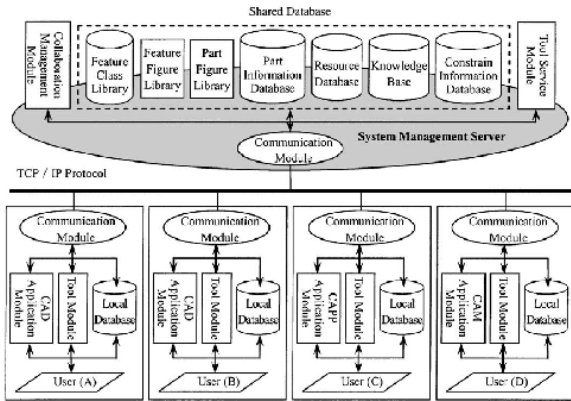 Shared Database
Collaboration
Management
Module
Feature
Class
Library
Feature
Figure
Library
Part
Figure
Library
Part
Information
Database
Resource
Database
Knowledge
Base
Constrain
Information
Database
Tool Service
Module
Communication
Module
System Management Server
TCP / IP Protocol
Communication
Module
CAD
Application
Module
Tool Module
Local
Database
User (A)
Communication
Module
CAD
Application
Module
Tool Module
Local
Database
User (B)
Communication
Module
CAPP
Application
Module
Tool Module
Local
Database
User (C)
Communication
Module
CAM
Application
Module
Tool Module
Local
Database
User (D)